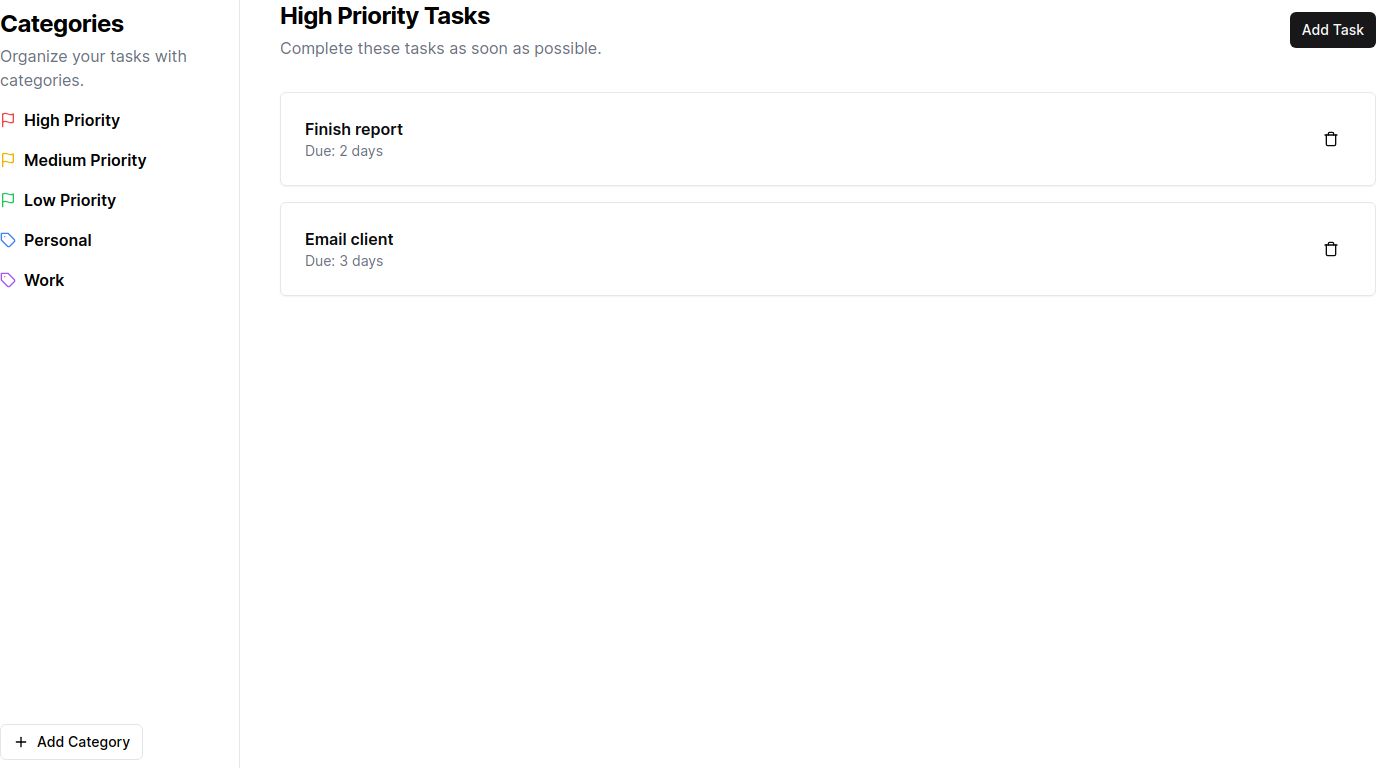 Categories
Organize your tasks with
categories.
High Priority
Medium Priority
Low Priority
Personal
Work
Add Category
High Priority Tasks
Complete these tasks as soon as possible.
Add Task
Finish report
Due: 2 days
Email client
Due: 3 days